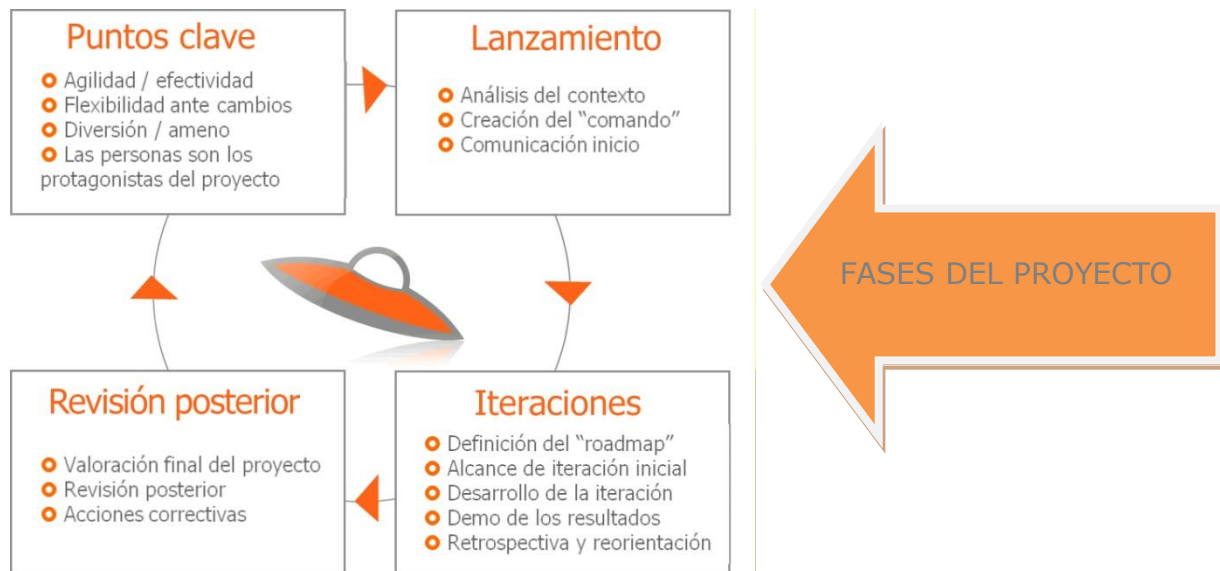 Puntos clave
Agilidad / efectividad
Flexibilidad ante cambios
Diversión / ameno
Las personas son los
protagonistas del proyecto
Lanzamiento
Análisis del contexto
Creación del “comando”
Comunicación inicio
FASES DEL PROYECTO
Revisión posterior
Valoración final del proyecto
Revisión posterior
Acciones correctivas
Iteraciones
Definición del “roadmap”
Alcance de iteración inicial
Desarrollo de la iteración
Demo de los resultados
Retrospectiva y reorientación